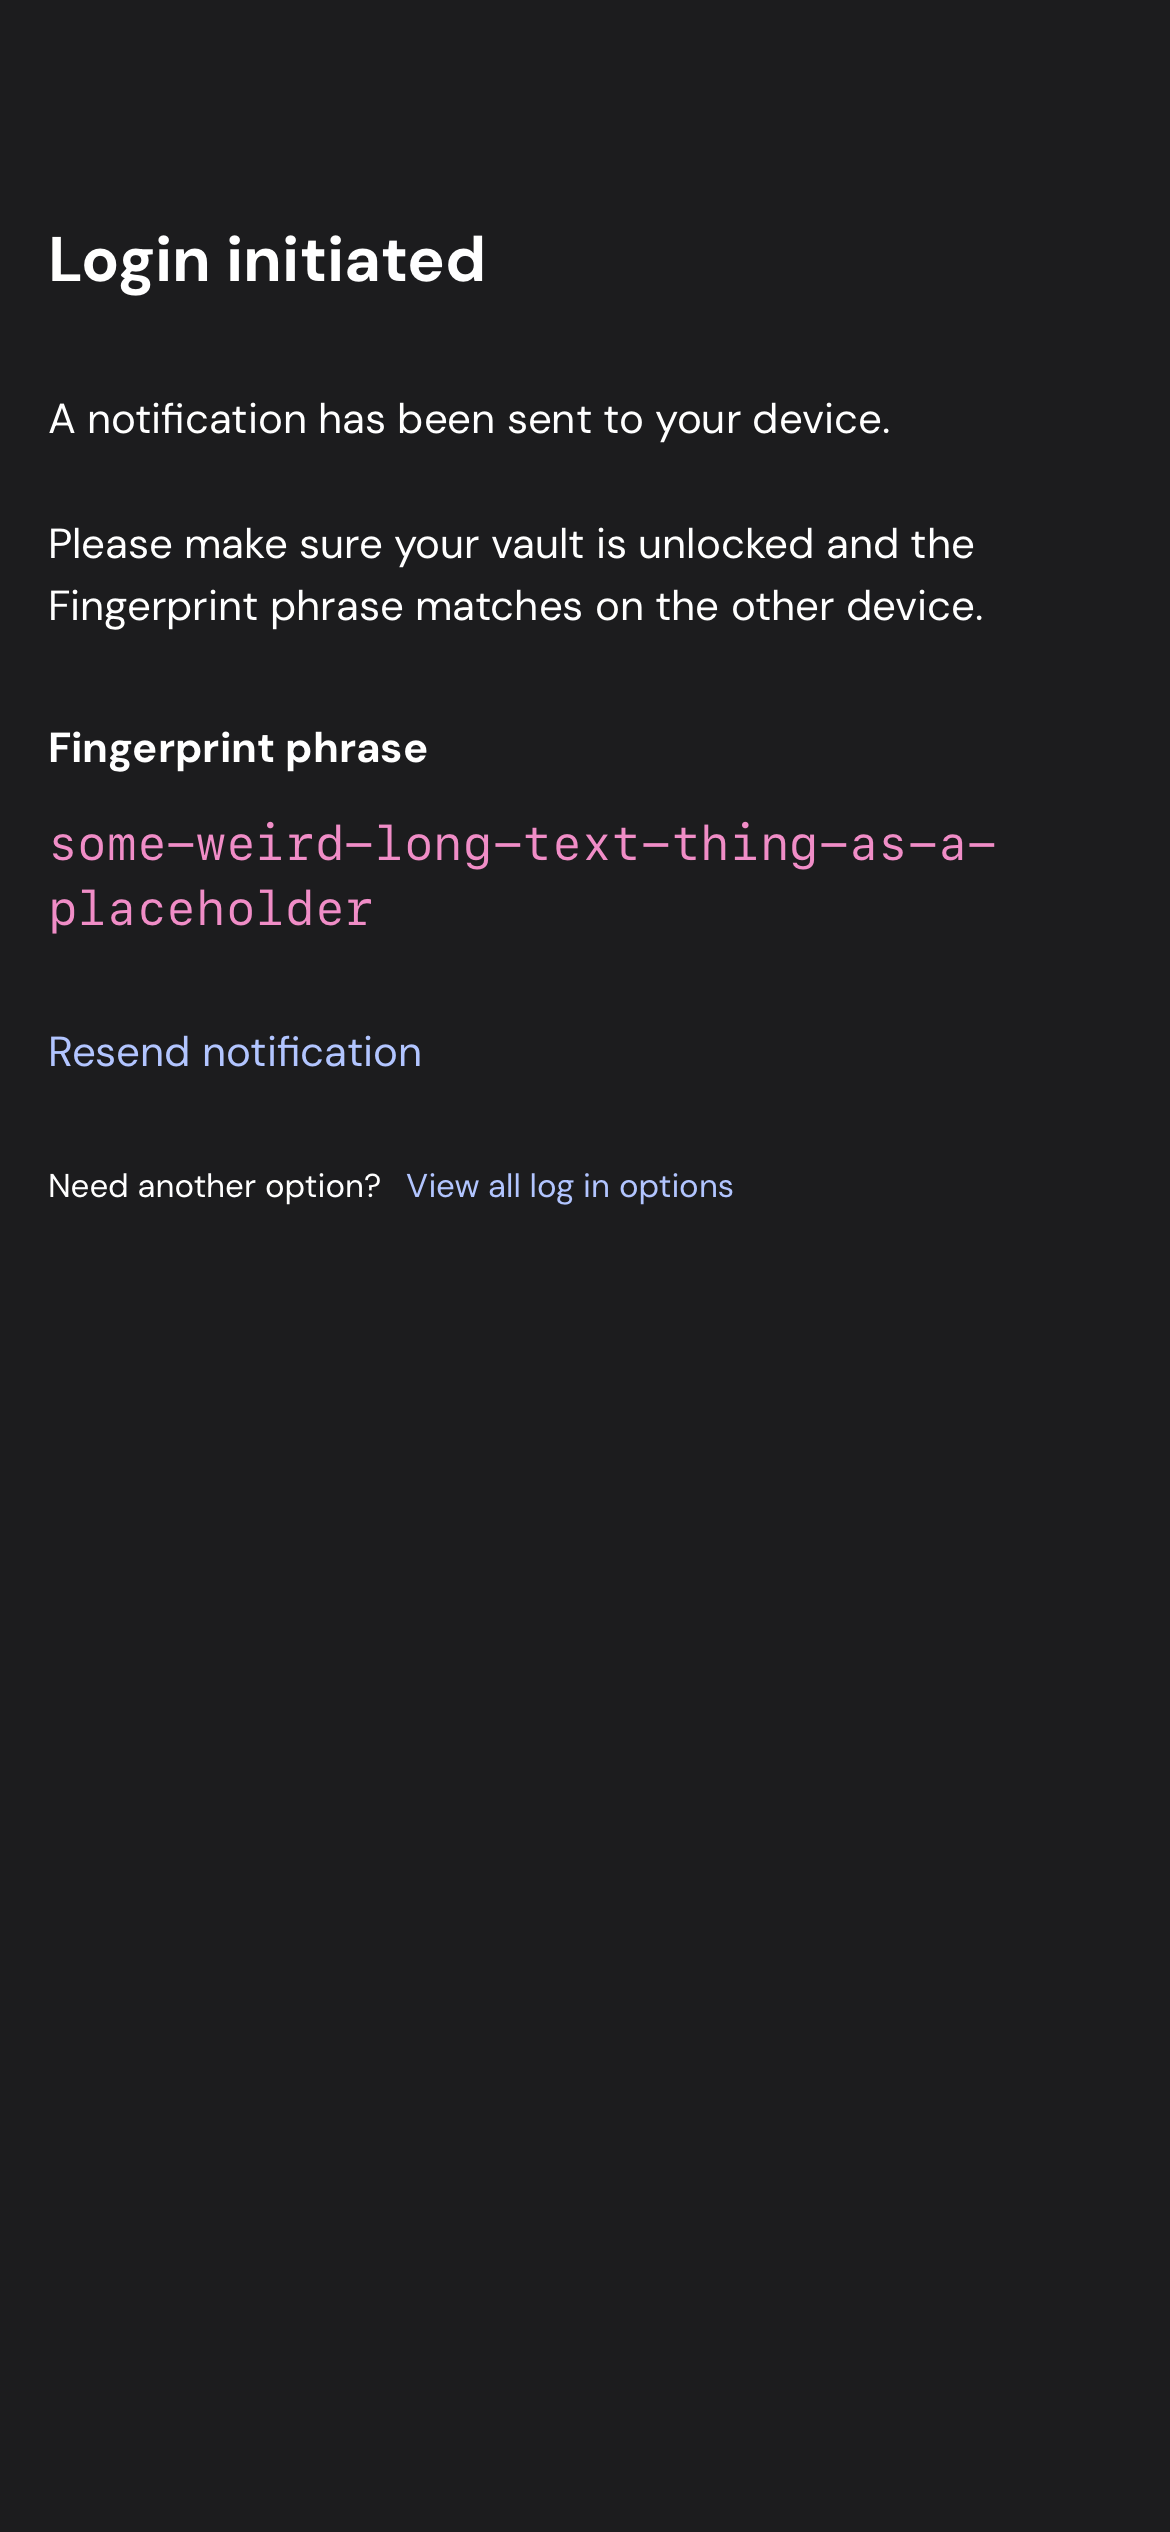 Login initiated
A notification has been sent to your device.
Please make sure your vault is unlocked and the
Fingerprint phrase matches on the other device.
Fingerprint phrase
some-weird-long-text-thing-as-a-
placeholder
Resend notification
Need another option? View all log in options